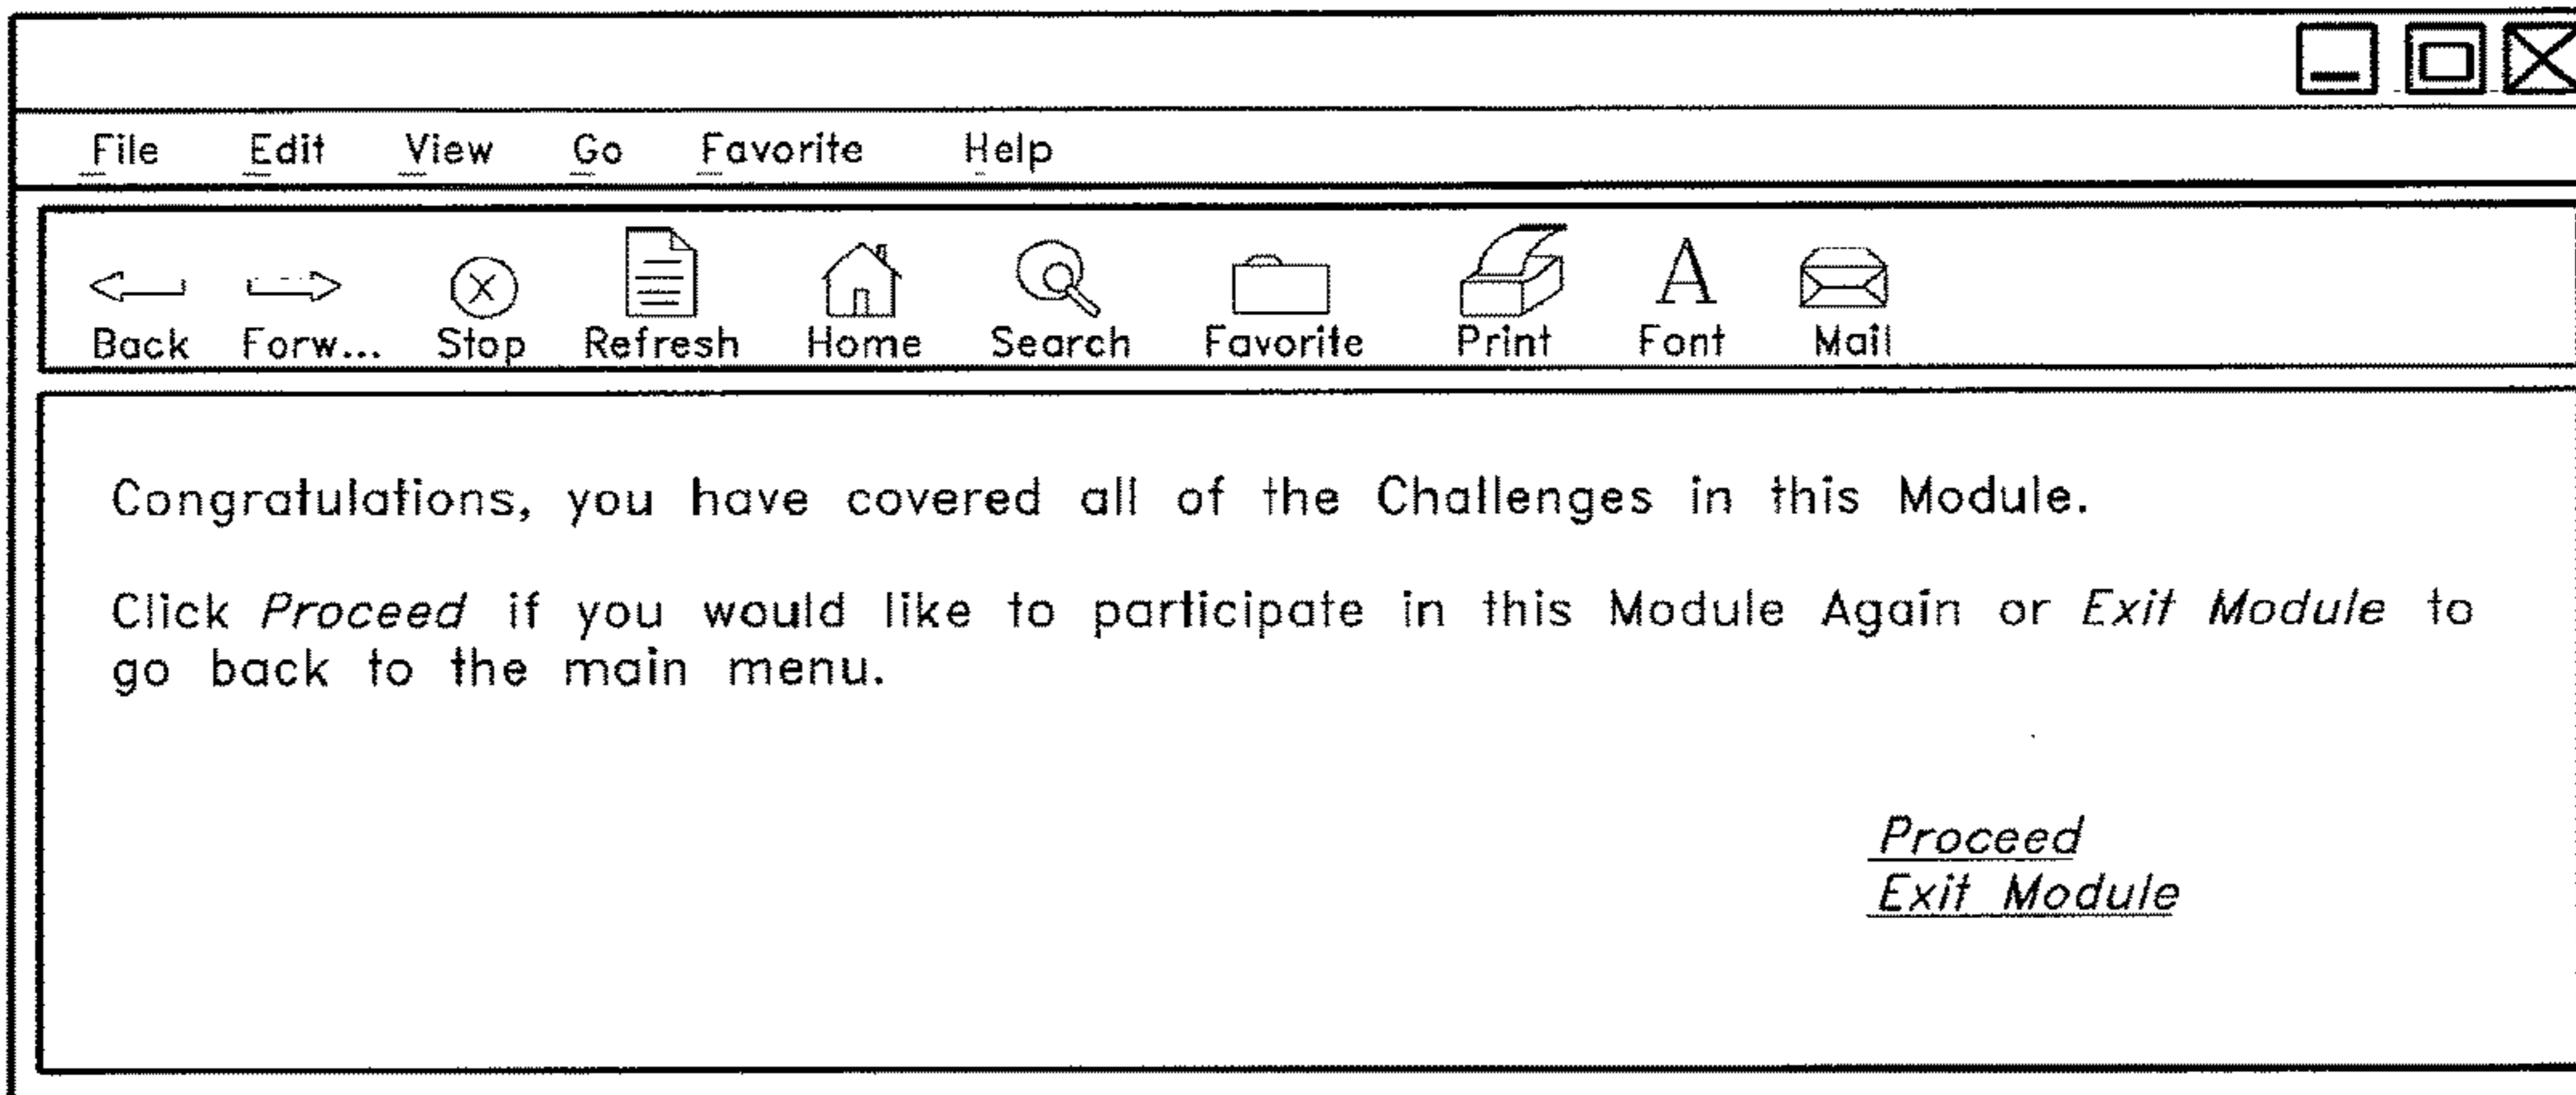 File Edit View Go Favorite Help
Back Forw... Stop Refresh Home Search Favorite Print Font Mail
Congratulations, you have covered all of the Challenges in this Module.
Click Proceed if you would like to participate in this Module Again or Exit Module to
go back to the main menu.
Proceed
Exit Module